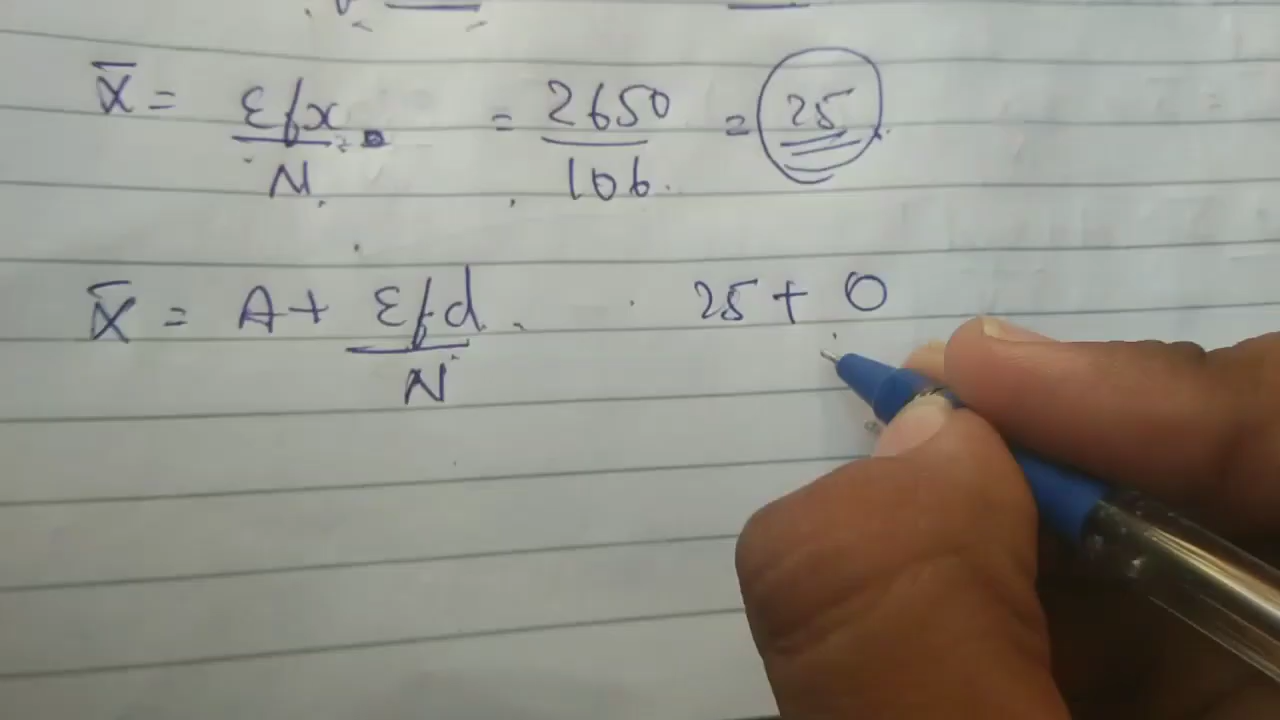 X̄ = Σfx / N = 2650 / 106 = 25
X̄ = A + Σfd / N 25 + 0